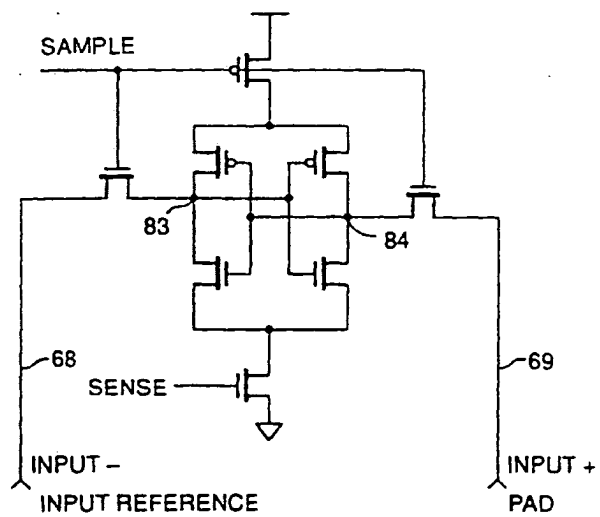 SAMPLE
83
84
68
SENSE
69
INPUT – INPUT +
INPUT REFERENCE PAD